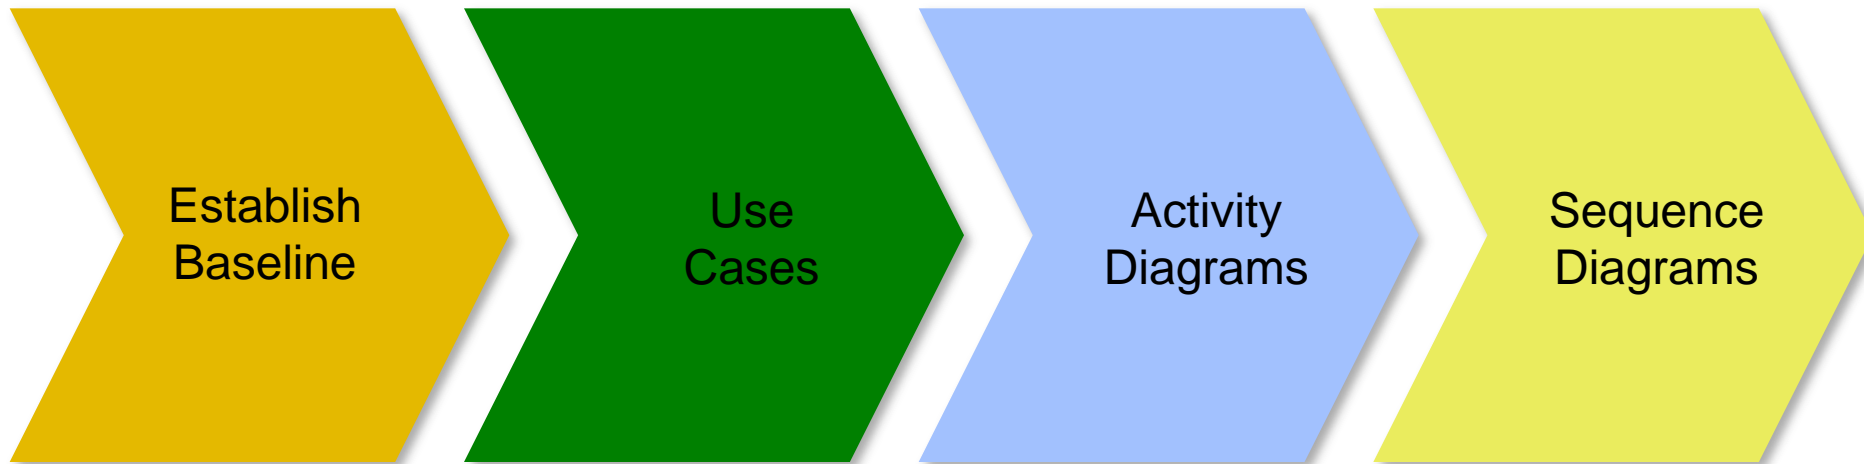 Establish
Baseline
Use
Cases
Activity
Diagrams
Sequence
Diagrams